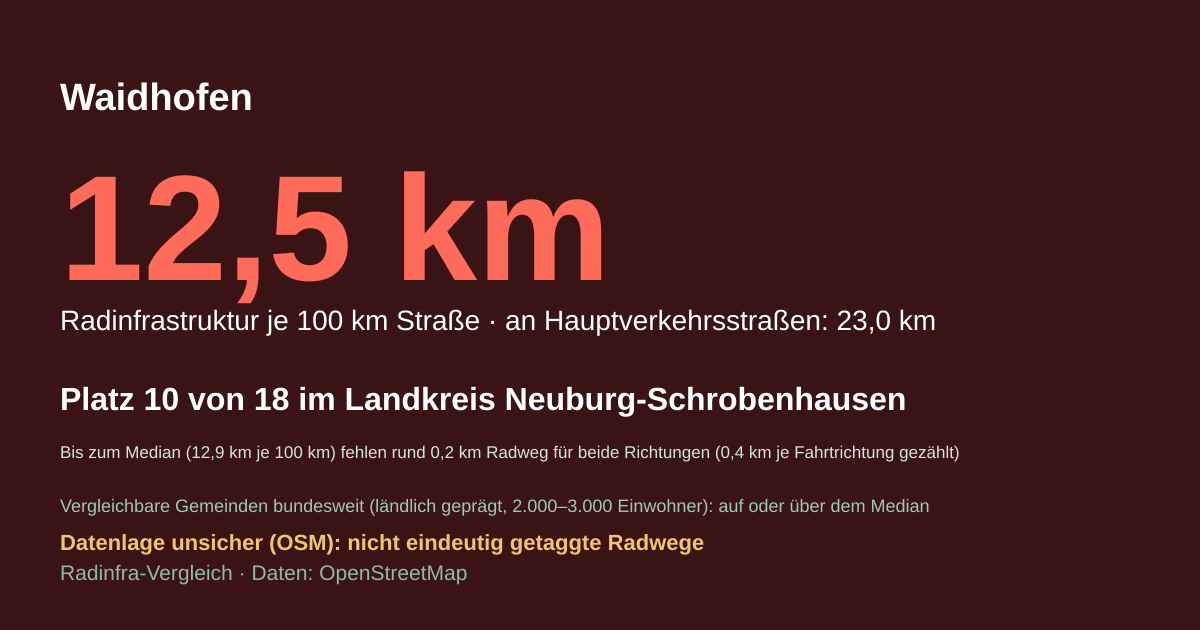 Waidhofen
12,5 km
Radinfrastruktur je 100 km Straße · an Hauptverkehrsstraßen: 23,0 km
Platz 10 von 18 im Landkreis Neuburg-Schrobenhausen
Bis zum Median (12,9 km je 100 km) fehlen rund 0,2 km Radweg für beide Richtungen (0,4 km je Fahrtrichtung gezählt)
Vergleichbare Gemeinden bundesweit (ländlich geprägt, 2.000–3.000 Einwohner): auf oder über dem Median
Datenlage unsicher (OSM): nicht eindeutig getaggte Radwege
Radinfra-Vergleich · Daten: OpenStreetMap